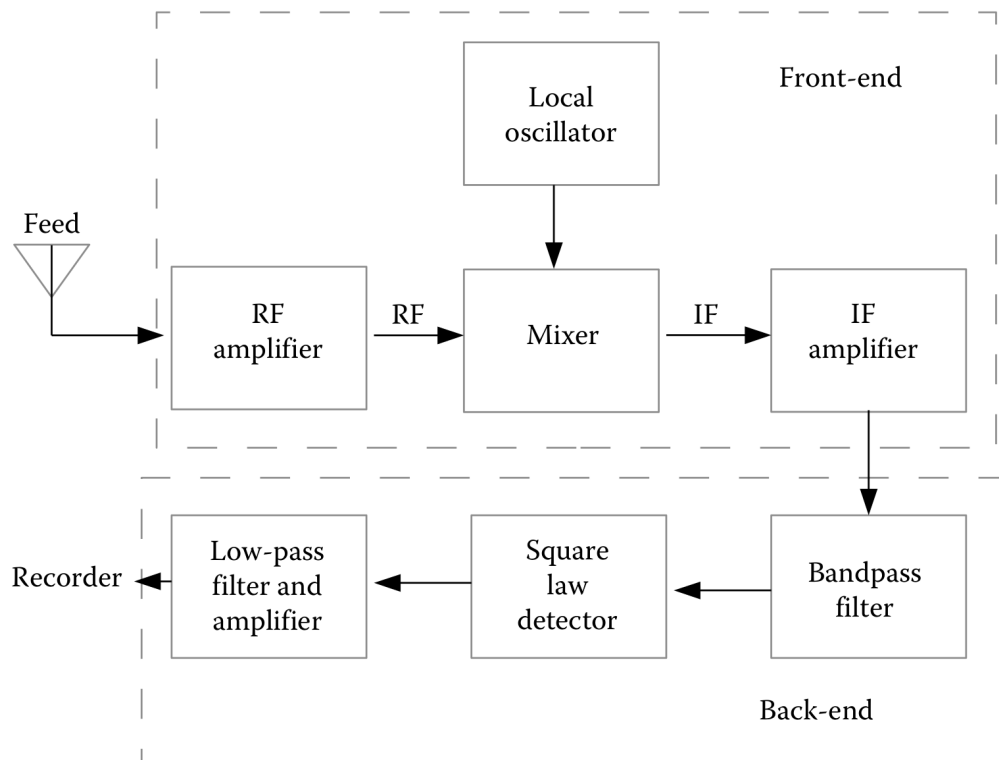 Front-end
Local
oscillator
Feed
RF
amplifier
RF
Mixer
IF
IF
amplifier
Recorder
Low-pass
filter and
amplifier
Square
law
detector
Bandpass
filter
Back-end